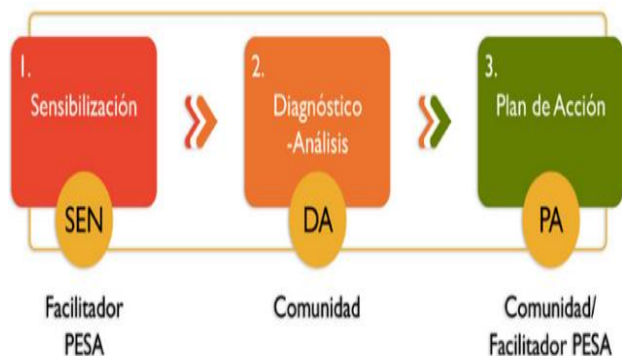 1.
Sensibilización
SEN
Facilitador
PESA
2.
Diagnóstico
-Análisis
DA
Comunidad
3.
Plan de Acción
PA
Comunidad/
Facilitador PESA